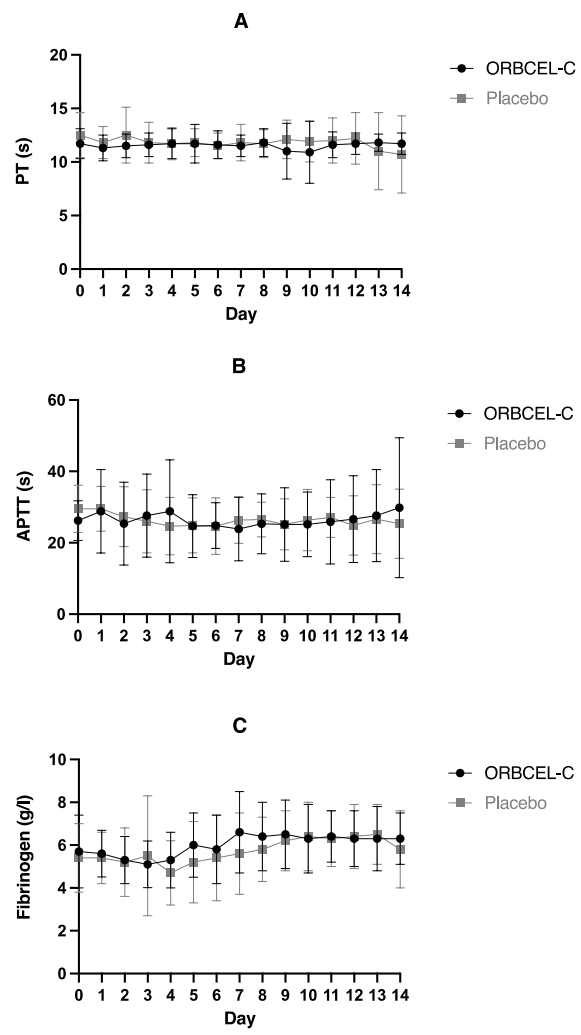 A
20
15
10
5
0
PT (s)
0 1 2 3 4 5 6 7 8 9 10 11 12 13 14
Day
ORBCEL-C
Placebo
B
60
40
20
0
APTT (s)
0 1 2 3 4 5 6 7 8 9 10 11 12 13 14
Day
ORBCEL-C
Placebo
C
10
8
6
4
2
0
Fibrinogen (g/l)
0 1 2 3 4 5 6 7 8 9 10 11 12 13 14
Day
ORBCEL-C
Placebo